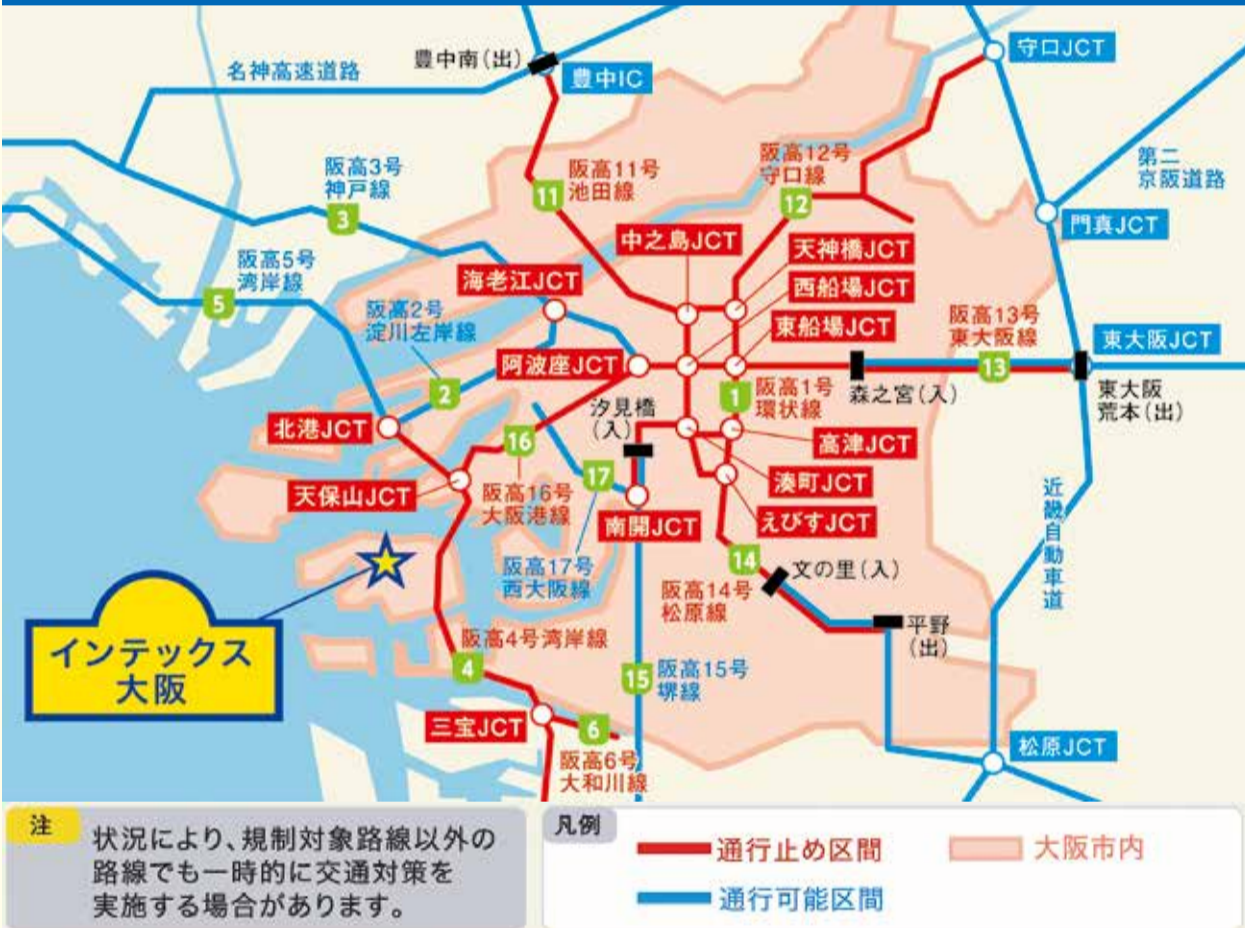 守口JCT
豊中南(出)
名神高速道路
豊中IC
第二
京阪道路
阪高3号
神戸線
3
阪高11号
池田線
11
阪高12号
守口線
12
門真JCT
中之島JCT
天神橋JCT
阪高5号
湾岸線
5
海老江JCT
西船場JCT
阪高2号
淀川左岸線
2
東船場JCT
阪高13号
東大阪線
13
東大阪JCT
阿波座JCT
森之宮(入)
東大阪
荒本(出)
1
阪高1号
環状線
汐見橋
(入)
北港JCT
16
高津JCT
天保山JCT
阪高16号
大阪港線
17
湊町JCT
南開JCT
えびすJCT
近畿自動車道
阪高17号
西大阪線
14
阪高14号
松原線
文の里(入)
平野
(出)
インテックス
大阪
阪高4号湾岸線
4
15
阪高15号
堺線
三宝JCT
6
阪高6号
大和川線
松原JCT
注
状況により、規制対象路線以外の
路線でも一時的に交通対策を
実施する場合があります。
凡例
通行止め区間
大阪市内
通行可能区間